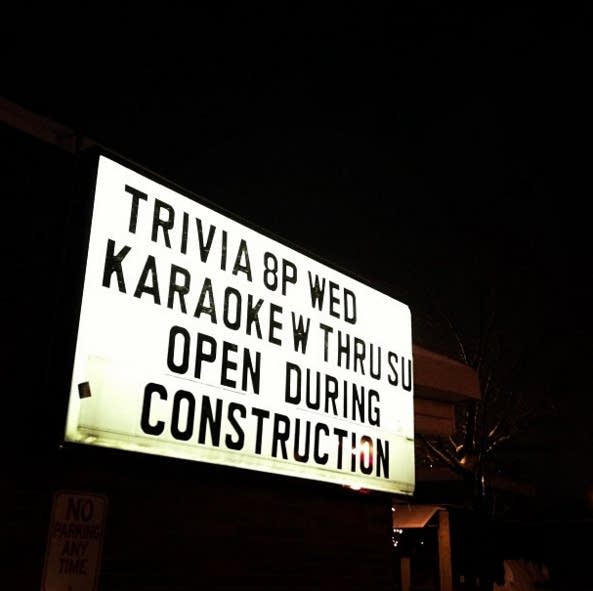 TRIVIA 8P WED
KARAOKE W THRU SU
OPEN DURING
CONSTRUCTION
NO
PARKING
ANY
TIME